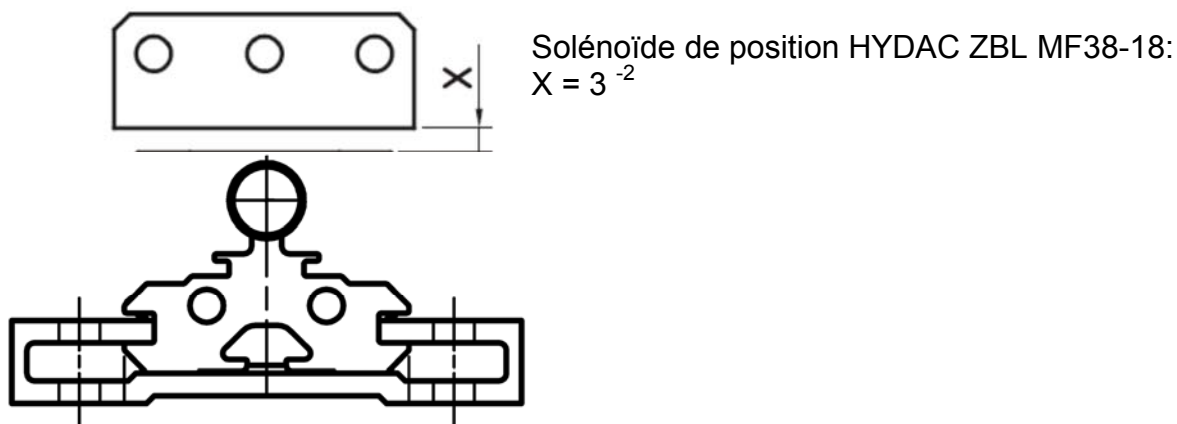 X
Solénoïde de position HYDAC ZBL MF38-18:
X = 3 ⁻²